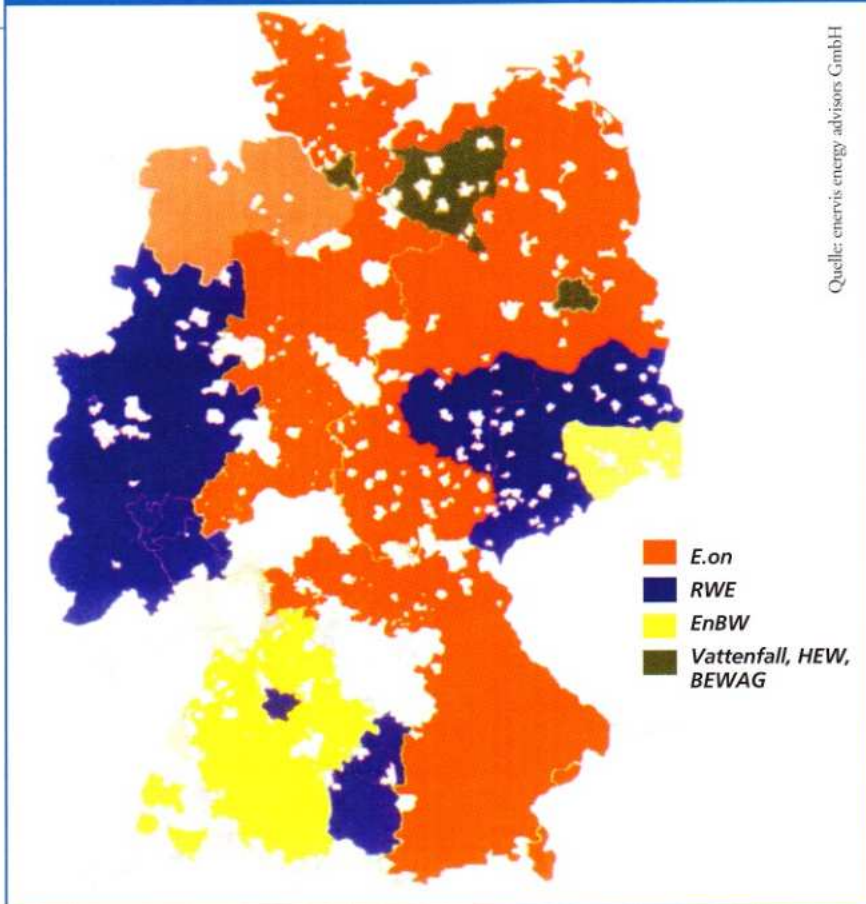 Quelle: enervis energy advisors GmbH
E.on
RWE
EnBW
Vattenfall, HEW,
BEWAG